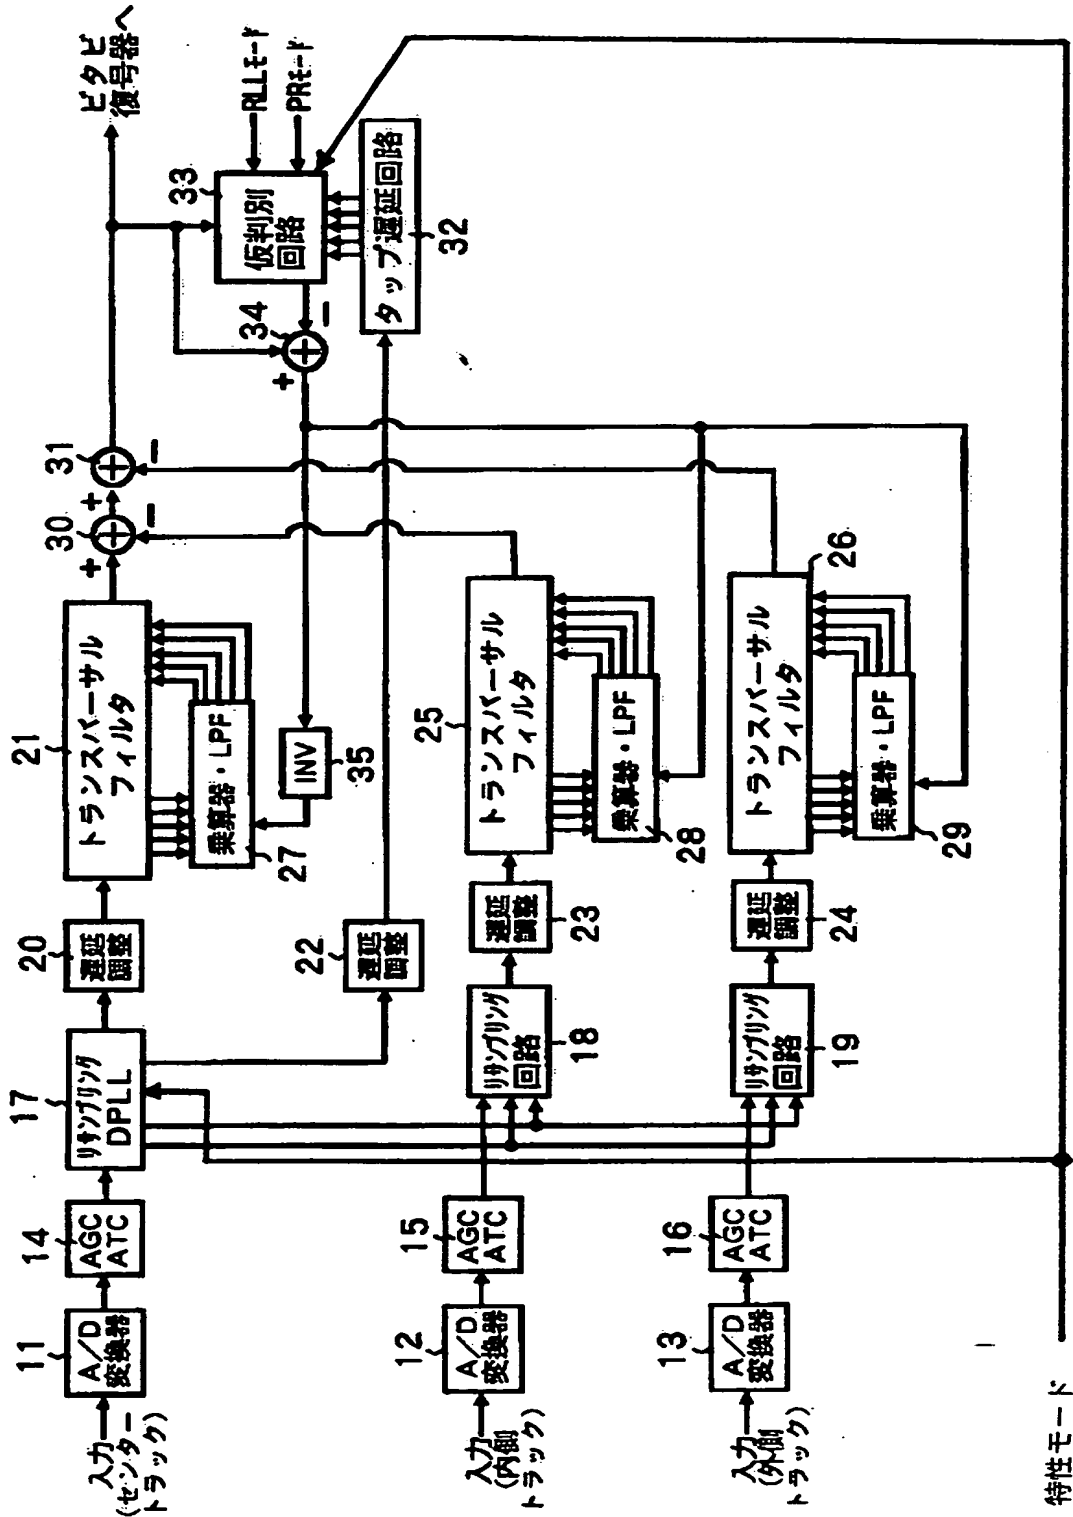 入力
(センター
トラック)
11
A/D
変換器
14
AGC
ATC
17
リサンプリング
DPLL
20
遅延
調整
21
トランスバーサル
フィルタ
27
乗算器・LPF
30
+
−
31
+
−
ビタビ
復号器へ
33
仮判別
回路
RLLモード
PRモード
34
+
−
35
INV
22
遅延
調整
タップ遅延回路
32
入力
(内側
トラック)
12
A/D
変換器
15
AGC
ATC
リサンプリング
回路
18
遅延
調整
23
25
トランスバーサル
フィルタ
乗算器・LPF
28
入力
(外側
トラック)
13
A/D
変換器
16
AGC
ATC
リサンプリング
回路
19
遅延
調整
24
トランスバーサル
フィルタ
26
乗算器・LPF
29
特性モード